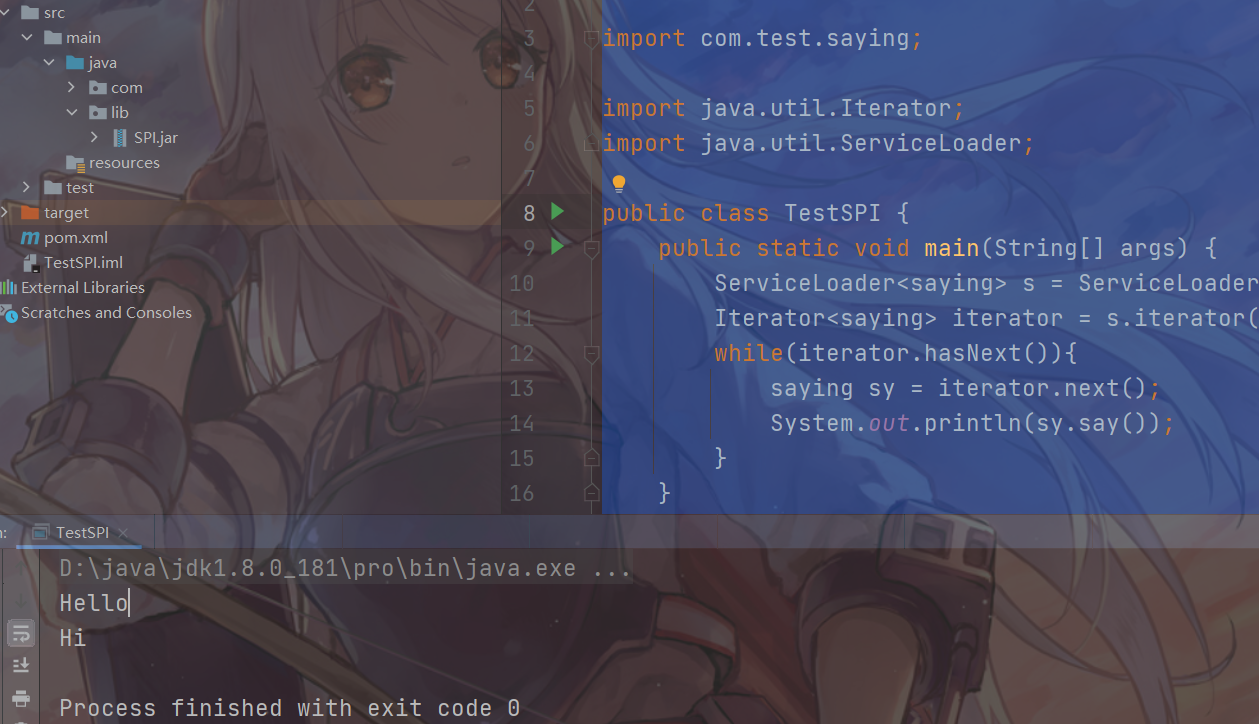 src
main
java
com
lib
SPI.jar
resources
test
target
pom.xml
TestSPI.iml
External Libraries
Scratches and Consoles
2
3 import com.test.saying;
4
5 import java.util.Iterator;
6 import java.util.ServiceLoader;
7
8 public class TestSPI {
9 public static void main(String[] args) {
10 ServiceLoader<saying> s = ServiceLoader
11 Iterator<saying> iterator = s.iterator(
12 while(iterator.hasNext()){
13 saying sy = iterator.next();
14 System.out.println(sy.say());
15 }
16 }
TestSPI
D:\java\jdk1.8.0_181\pro\bin\java.exe ...
Hello
Hi
Process finished with exit code 0